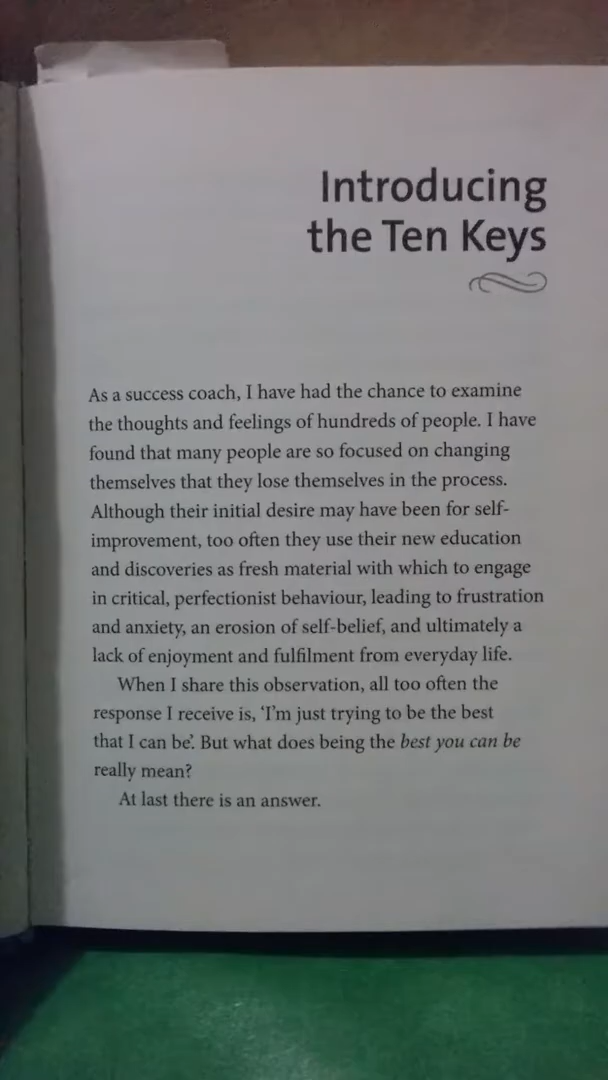 Introducing
the Ten Keys
As a success coach, I have had the chance to examine
the thoughts and feelings of hundreds of people. I have
found that many people are so focused on changing
themselves that they lose themselves in the process.
Although their initial desire may have been for self-
improvement, too often they use their new education
and discoveries as fresh material with which to engage
in critical, perfectionist behaviour, leading to frustration
and anxiety, an erosion of self-belief, and ultimately a
lack of enjoyment and fulfilment from everyday life.
When I share this observation, all too often the
response I receive is, ‘I’m just trying to be the best
that I can be’. But what does being the best you can be
really mean?
At last there is an answer.